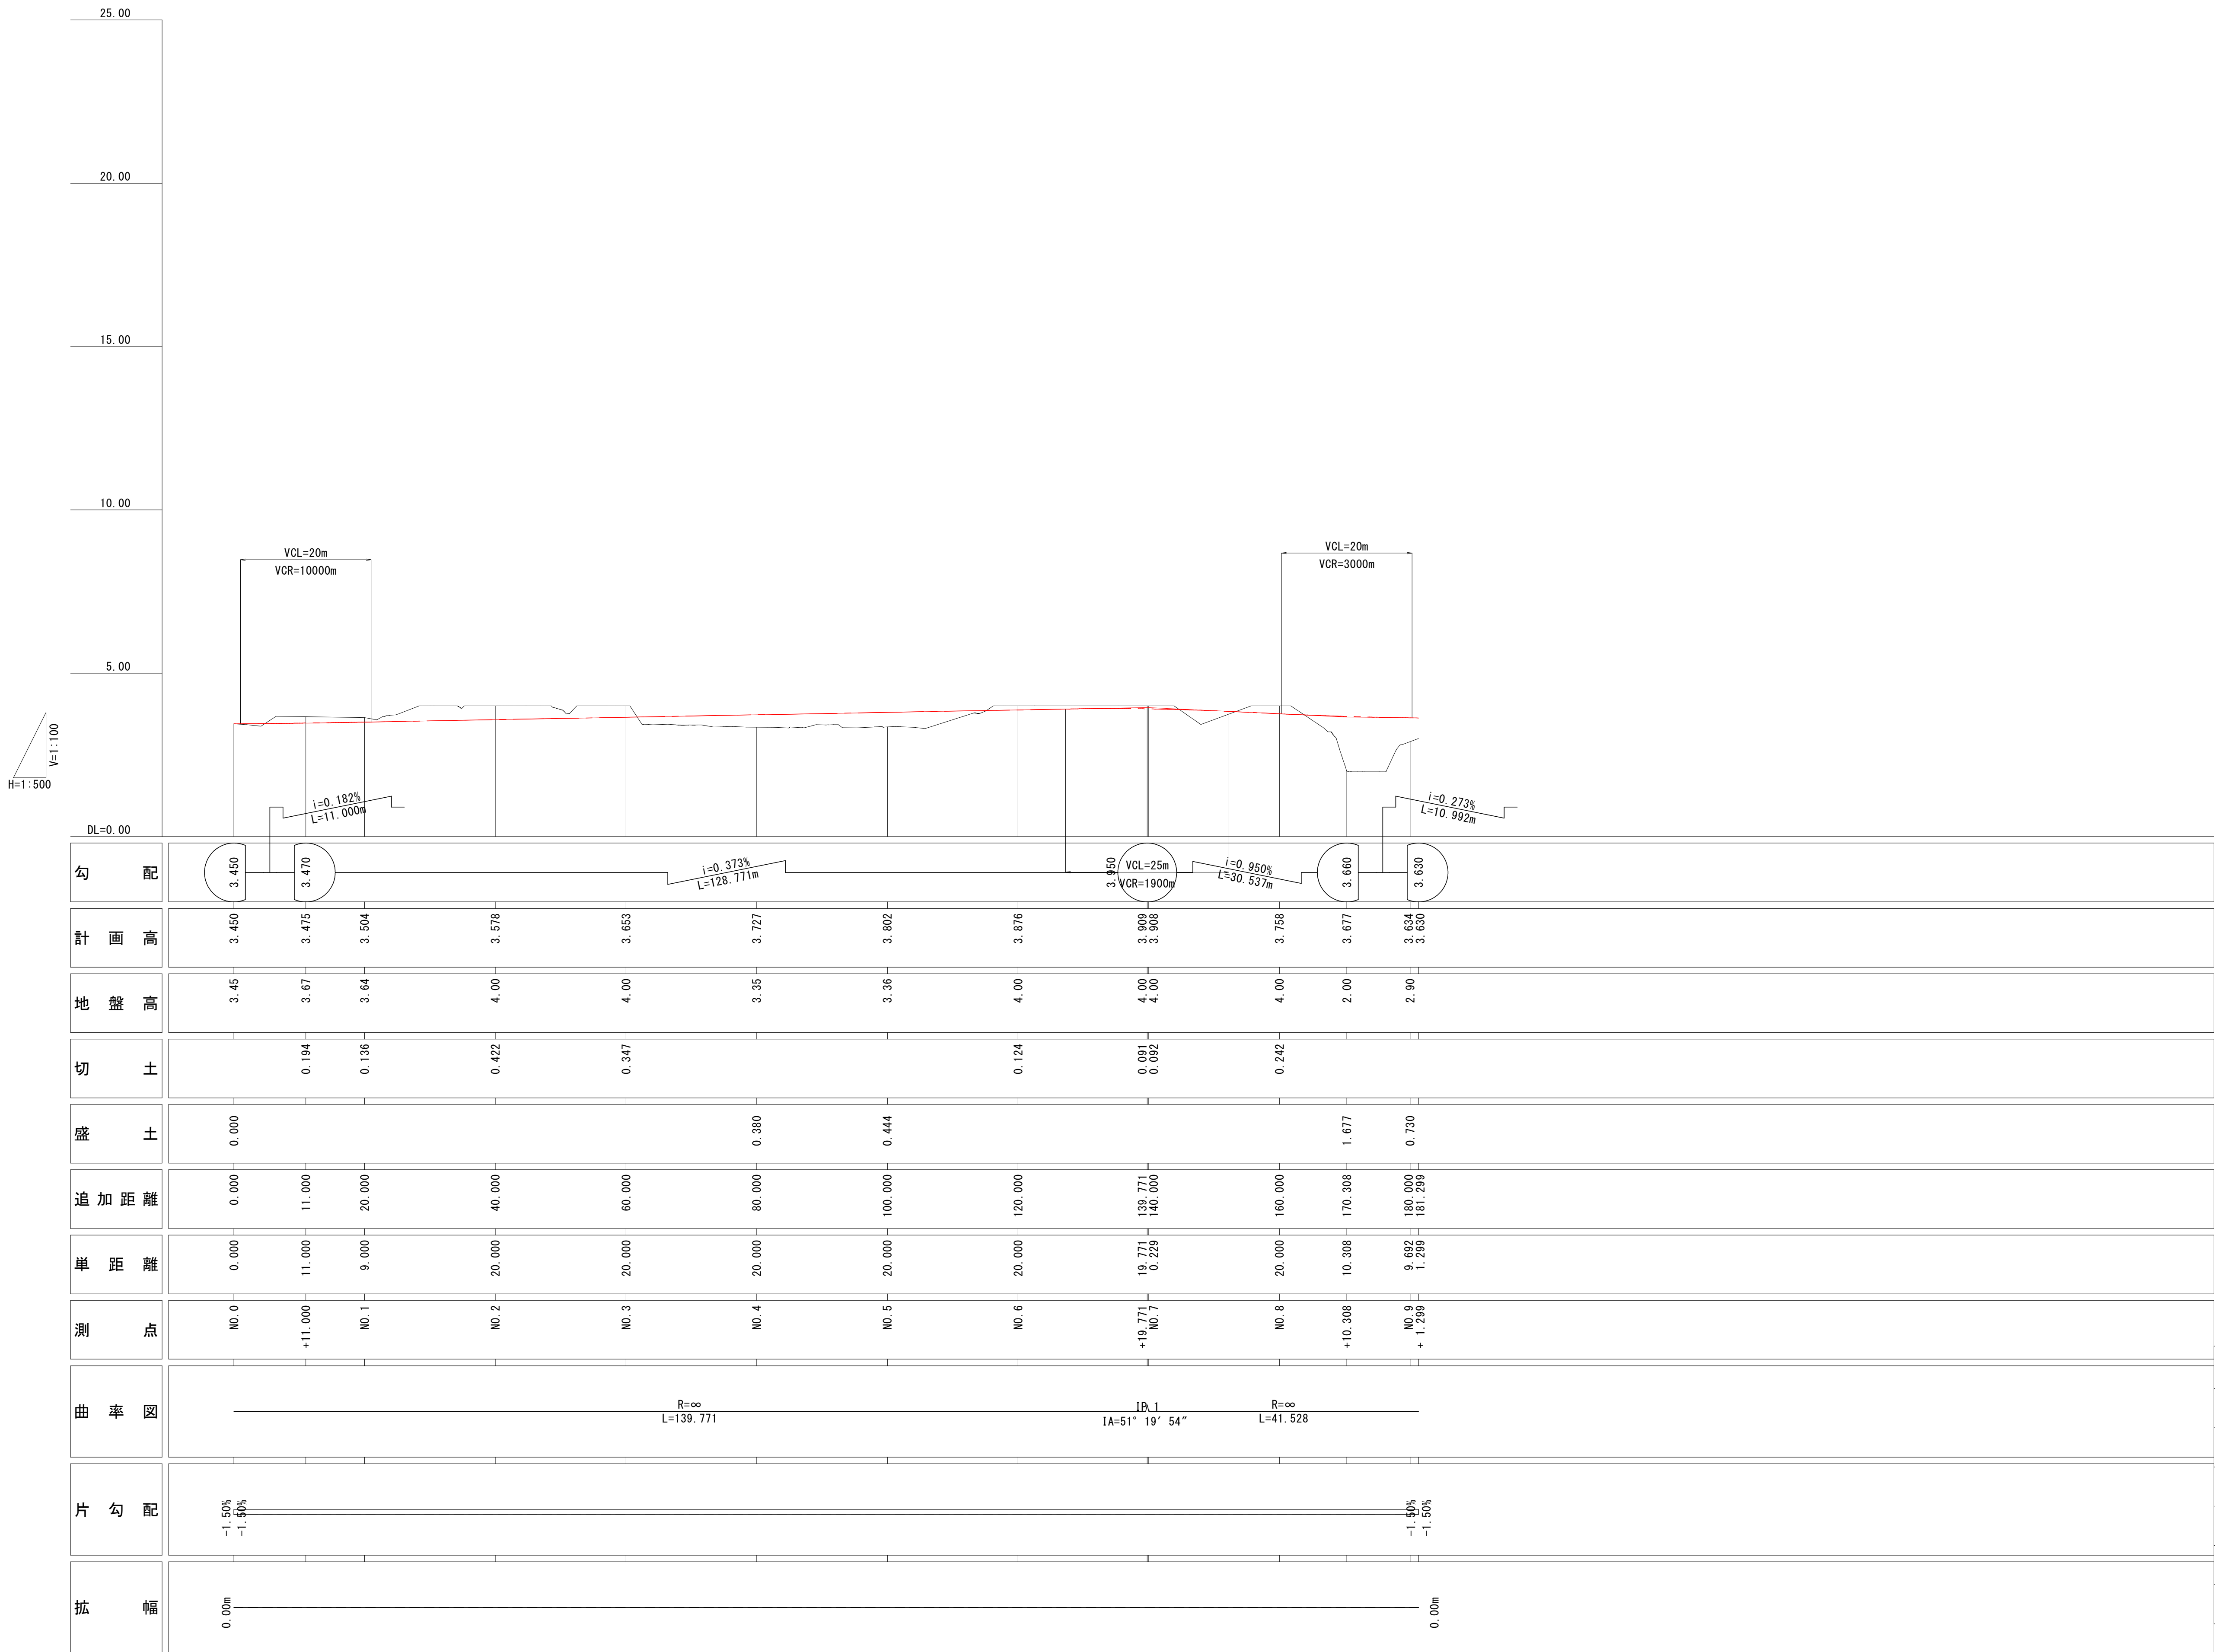 25.00
20.00
15.00
10.00
5.00
DL=0.00
V=1:100
H=1:500
VCL=20m
VCR=10000m
VCL=20m
VCR=3000m
i=0.182%
L=11.000m
i=0.273%
L=10.992m
勾配
3.450
3.470
i=0.373%
L=128.771m
3.950
VCL=25m
VCR=1900m
i=0.950%
L=30.537m
3.660
3.630
計画高
3.450 3.475 3.504 3.578 3.653 3.727 3.802 3.876 3.909 3.908 3.758 3.677 3.634 3.630
地盤高
3.45 3.67 3.64 4.00 4.00 3.35 3.36 4.00 4.00 4.00 4.00 2.00 2.90
切土
0.194 0.136 0.422 0.347 0.124 0.091 0.092 0.242
盛土
0.000 0.380 0.444 1.677 0.730
追加距離
0.000 11.000 20.000 40.000 60.000 80.000 100.000 120.000 139.771 140.000 160.000 170.308 180.000 181.299
単距離
0.000 11.000 9.000 20.000 20.000 20.000 20.000 20.000 19.771 0.229 20.000 10.308 9.692 1.299
測点
NO.0 +11.000 NO.1 NO.2 NO.3 NO.4 NO.5 NO.6 +19.771 NO.7 NO.8 +10.308 NO.9 + 1.299
曲率図
R=∞
L=139.771
IP.1
IA=51°19′54″
R=∞
L=41.528
片勾配
-1.50%
-1.50%
-1.50%
-1.50%
拡幅
0.00m
0.00m